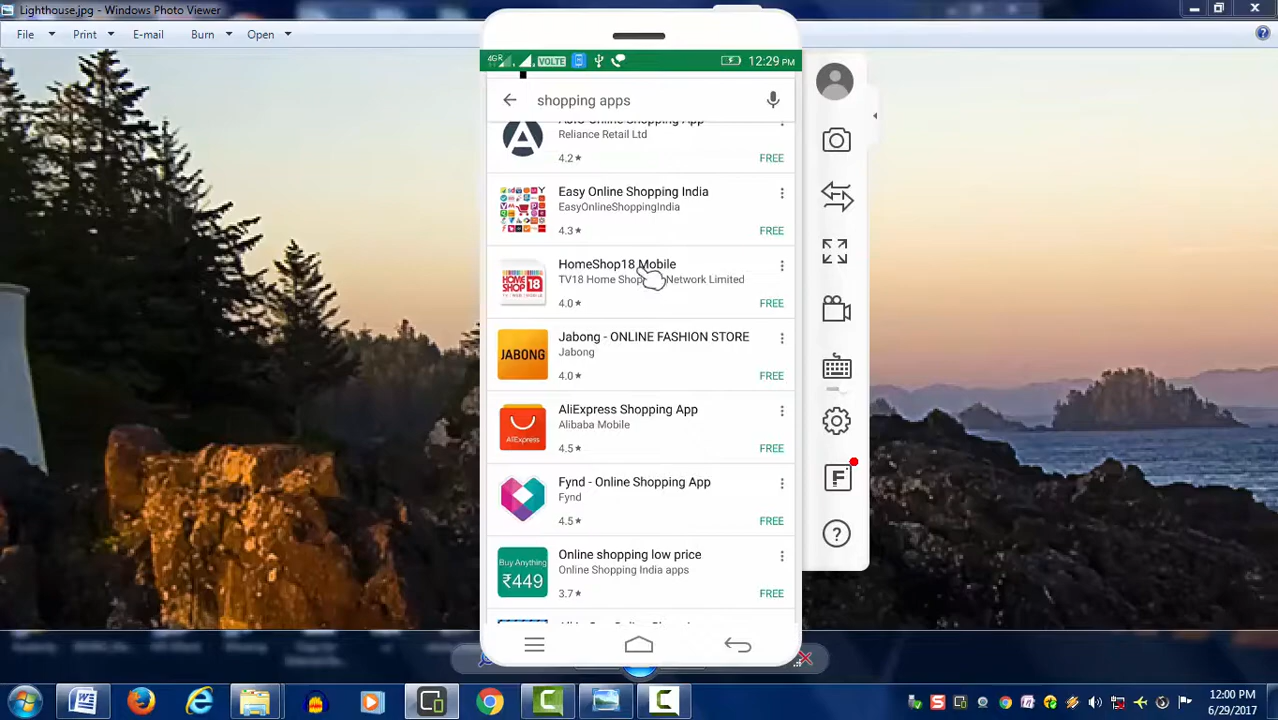 Lighthouse.jpg - Windows Photo Viewer
File Print E-mail Burn Open
4GR VOLTE 12:29 PM
shopping apps
Reliance Retail Ltd
4.2★ FREE
Easy Online Shopping India
EasyOnlineShoppingIndia
4.3★ FREE
HomeShop18 Mobile
HOME SHOP 18
TV18 Home Network Limited
4.0★ FREE
Jabong - ONLINE FASHION STORE
JABONG
Jabong
4.0★ FREE
AliExpress Shopping App
AliExpress
Alibaba Mobile
4.5★ FREE
Fynd - Online Shopping App
Fynd
4.5★ FREE
Online shopping low price
Buy Anything
₹449
Online Shopping India apps
3.7★ FREE
12:00 PM
6/29/2017